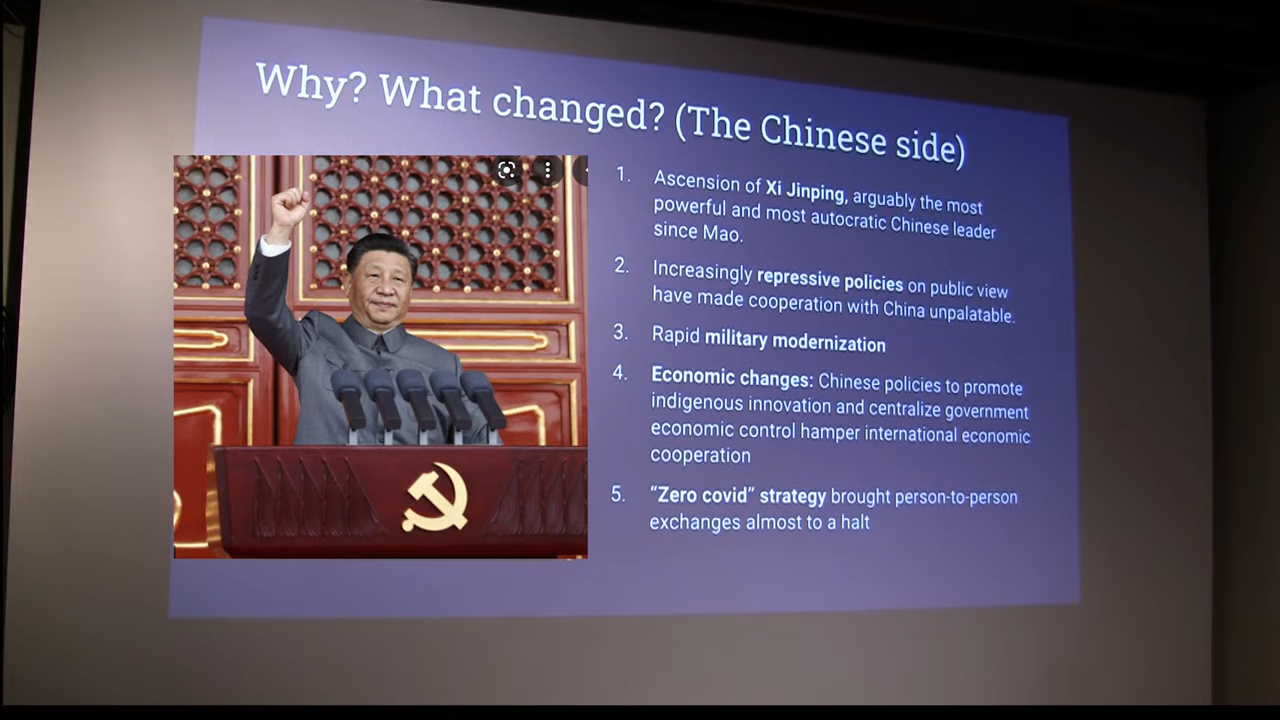 Why? What changed? (The Chinese side)
1. Ascension of Xi Jinping, arguably the most
powerful and most autocratic Chinese leader
since Mao.
2. Increasingly repressive policies on public view
have made cooperation with China unpalatable.
3. Rapid military modernization
4. Economic changes: Chinese policies to promote
indigenous innovation and centralize government
economic control hamper international economic
cooperation
5. “Zero covid” strategy brought person-to-person
exchanges almost to a halt